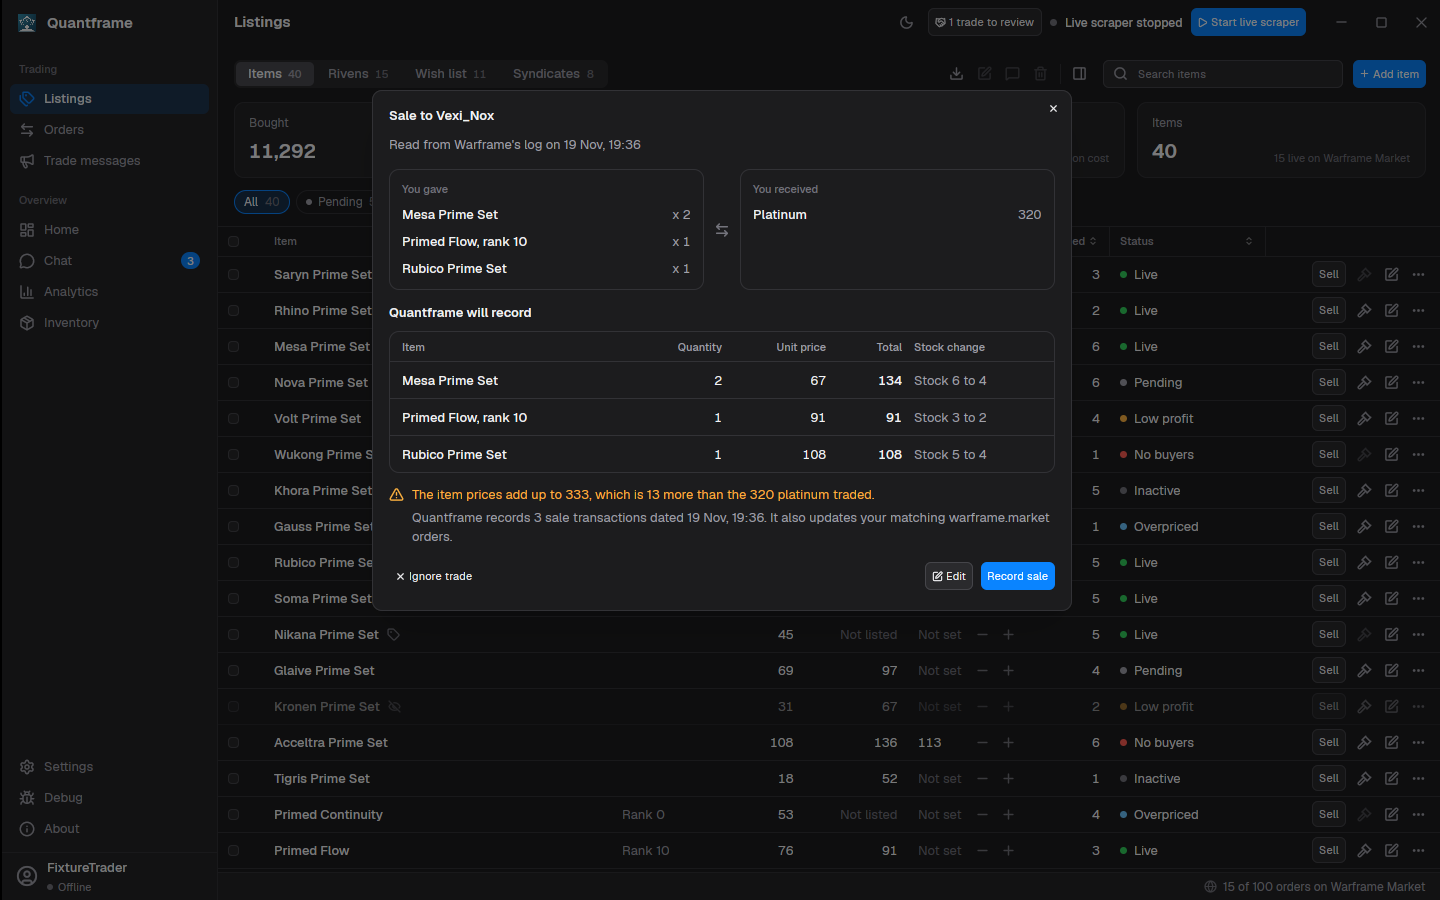 Quantframe
Listings
1 trade to review
Live scraper stopped
Start live scraper
Trading
Listings
Orders
Trade messages
Overview
Home
Chat 3
Analytics
Inventory
Settings
Debug
About
FixtureTrader
Offline
Items 40
Rivens 15
Wish list 11
Syndicates 8
Search items
+ Add item
Bought
11,292
on cost
Items
40
15 live on Warframe Market
All 40
Pending
Item
ed
Status
Saryn Prime Set 3 Live Sell
Rhino Prime Set 2 Live Sell
Mesa Prime Set 6 Live Sell
Nova Prime Set 6 Pending Sell
Volt Prime Set 4 Low profit Sell
Wukong Prime S 1 No buyers Sell
Khora Prime Set 5 Inactive Sell
Gauss Prime Set 1 Overpriced Sell
Rubico Prime Se 5 Live Sell
Soma Prime Set 5 Live Sell
Nikana Prime Set 45 Not listed Not set 5 Live Sell
Glaive Prime Set 69 97 Not set 4 Pending Sell
Kronen Prime Set 31 67 Not set 2 Low profit Sell
Acceltra Prime Set 108 136 113 6 No buyers Sell
Tigris Prime Set 18 52 Not set 1 Inactive Sell
Primed Continuity Rank 0 53 Not listed Not set 4 Overpriced Sell
Primed Flow Rank 10 76 91 Not set 3 Live Sell
15 of 100 orders on Warframe Market
Sale to Vexi_Nox
Read from Warframe's log on 19 Nov, 19:36
You gave
Mesa Prime Set x 2
Primed Flow, rank 10 x 1
Rubico Prime Set x 1
You received
Platinum 320
Quantframe will record
Item Quantity Unit price Total Stock change
Mesa Prime Set 2 67 134 Stock 6 to 4
Primed Flow, rank 10 1 91 91 Stock 3 to 2
Rubico Prime Set 1 108 108 Stock 5 to 4
The item prices add up to 333, which is 13 more than the 320 platinum traded.
Quantframe records 3 sale transactions dated 19 Nov, 19:36. It also updates your matching warframe.market
orders.
Ignore trade
Edit
Record sale